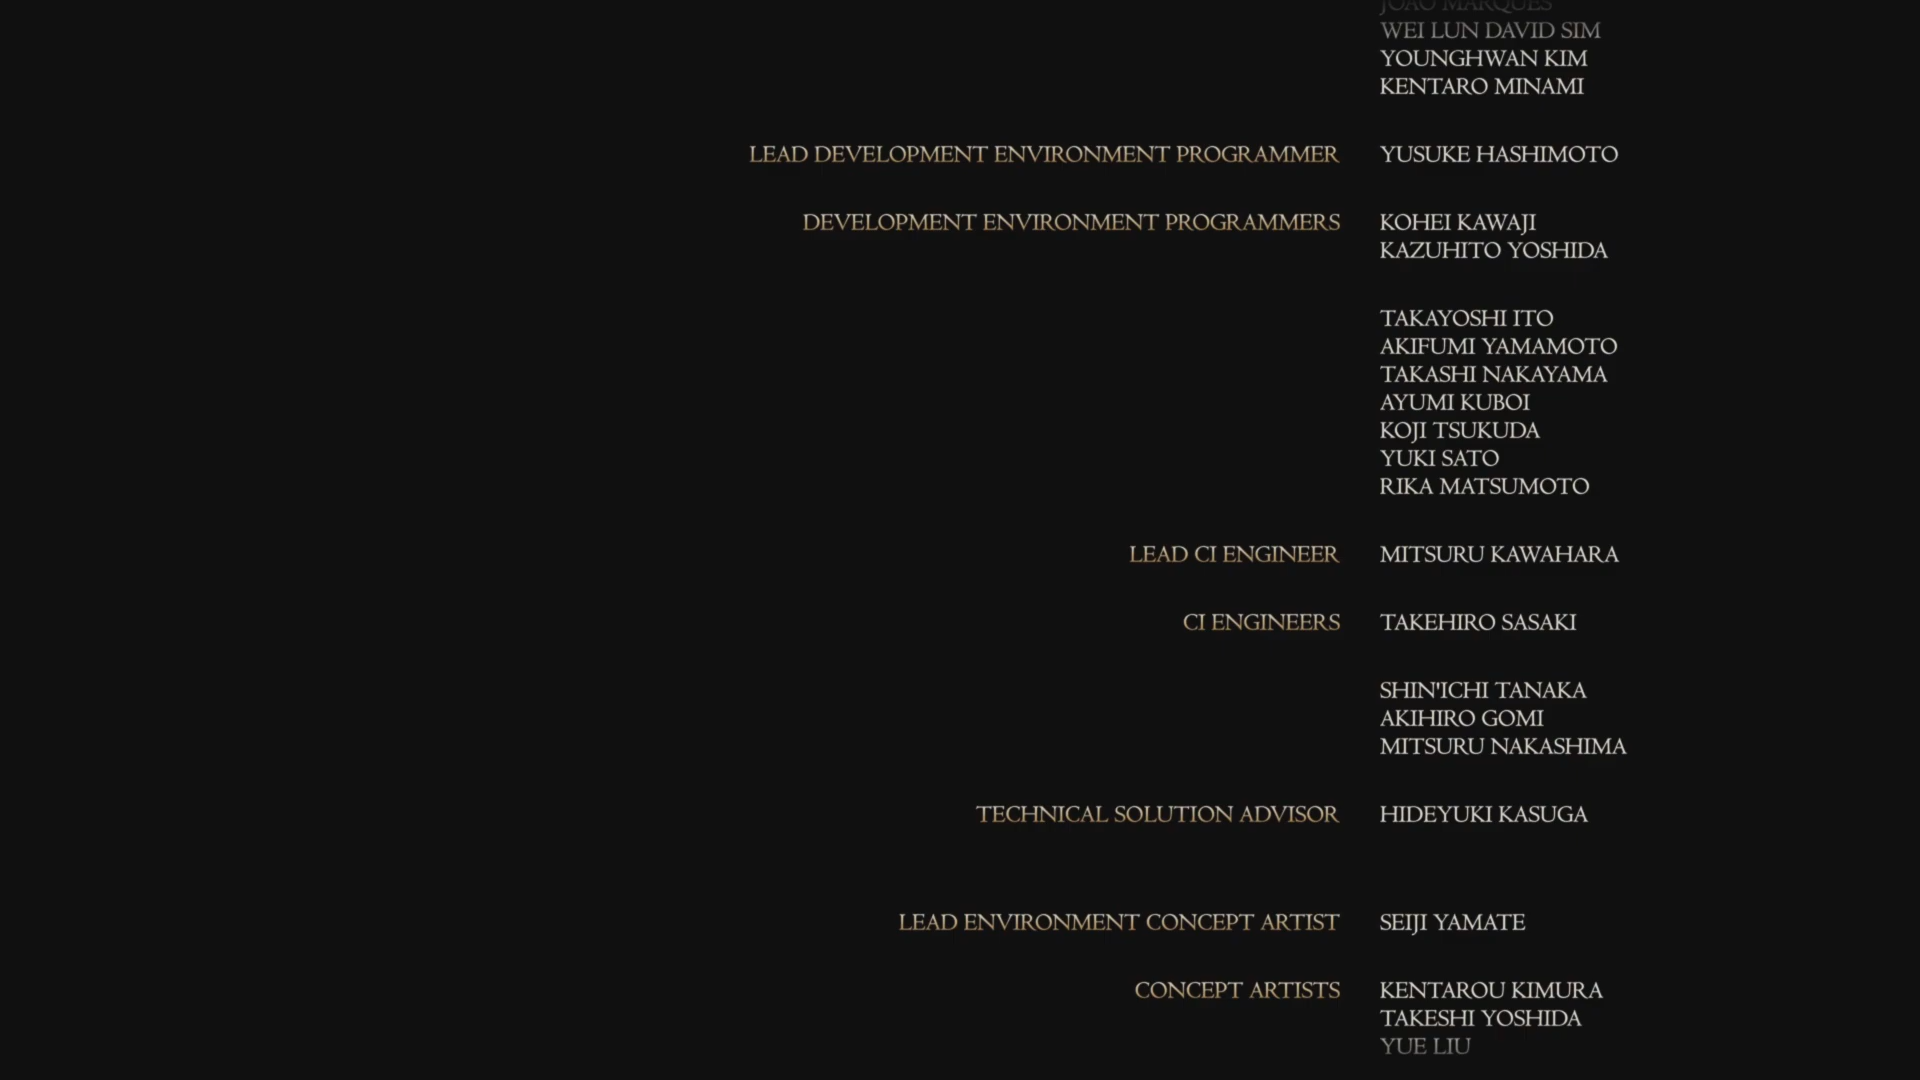 JOAO MARQUES
WEI LUN DAVID SIM
YOUNGHWAN KIM
KENTARO MINAMI
LEAD DEVELOPMENT ENVIRONMENT PROGRAMMER YUSUKE HASHIMOTO
DEVELOPMENT ENVIRONMENT PROGRAMMERS KOHEI KAWAJI
KAZUHITO YOSHIDA
TAKAYOSHI ITO
AKIFUMI YAMAMOTO
TAKASHI NAKAYAMA
AYUMI KUBOI
KOJI TSUKUDA
YUKI SATO
RIKA MATSUMOTO
LEAD CI ENGINEER MITSURU KAWAHARA
CI ENGINEERS TAKEHIRO SASAKI
SHIN'ICHI TANAKA
AKIHIRO GOMI
MITSURU NAKASHIMA
TECHNICAL SOLUTION ADVISOR HIDEYUKI KASUGA
LEAD ENVIRONMENT CONCEPT ARTIST SEIJI YAMATE
CONCEPT ARTISTS KENTAROU KIMURA
TAKESHI YOSHIDA
YUE LIU